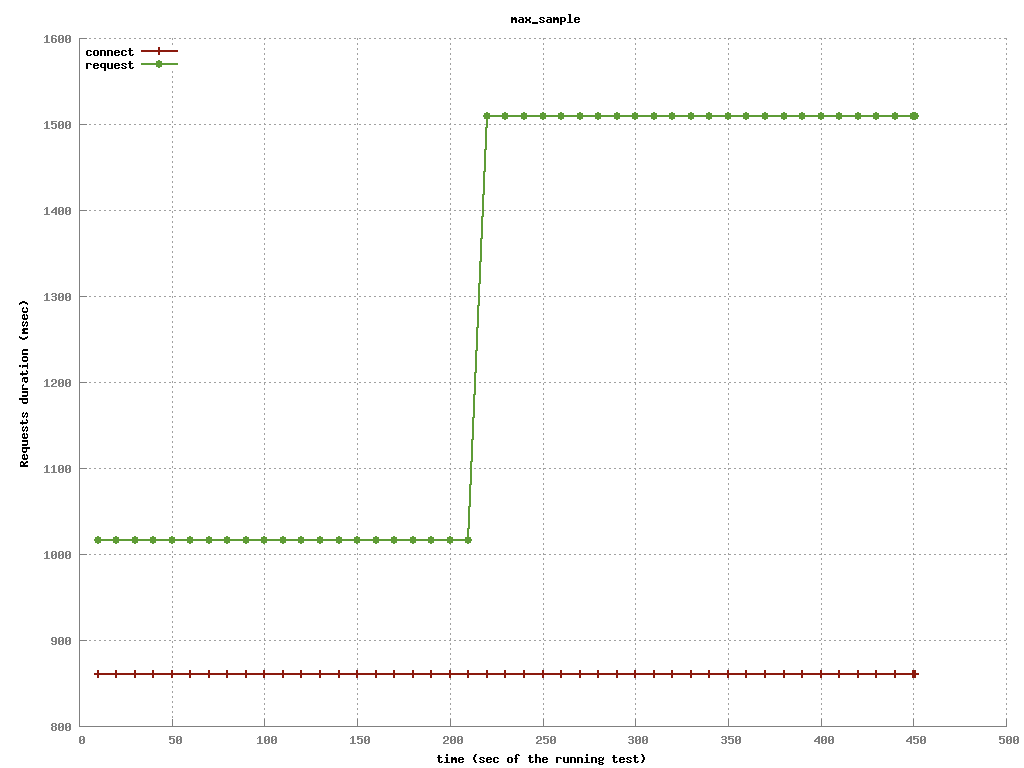 max_sample
connect
request
1600
1500
1400
1300
1200
1100
1000
900
800
Requests duration (msec)
0 50 100 150 200 250 300 350 400 450 500
time (sec of the running test)